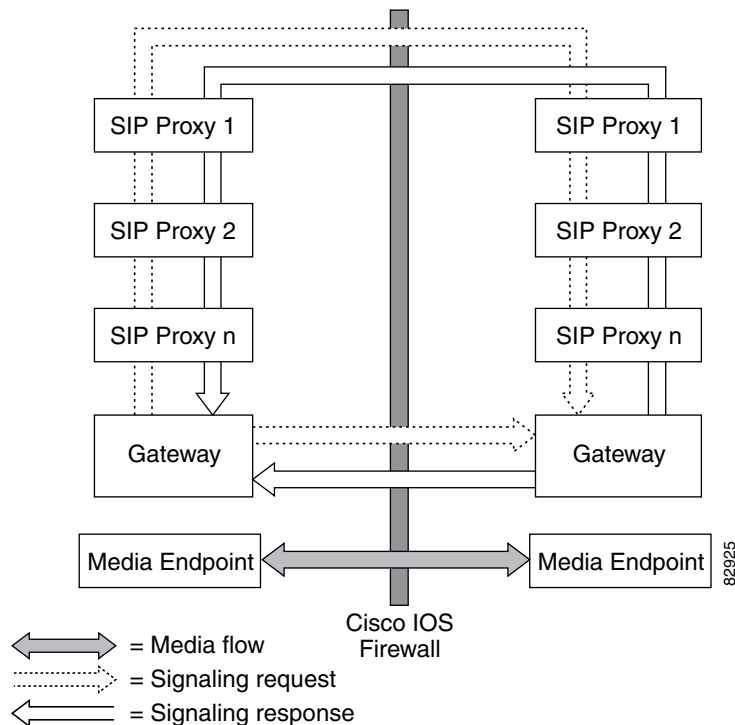 SIP Proxy 1
SIP Proxy 1
SIP Proxy 2
SIP Proxy 2
SIP Proxy n
SIP Proxy n
Gateway
Gateway
Media Endpoint
Media Endpoint
82925
Cisco IOS
Firewall
= Media flow
= Signaling request
= Signaling response